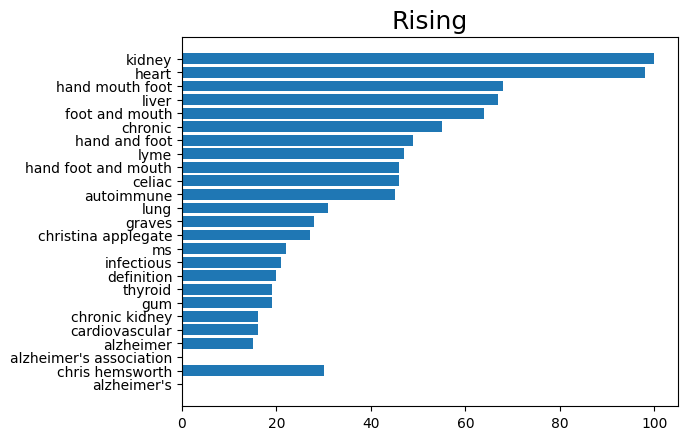 Rising
kidney
heart
hand mouth foot
liver
foot and mouth
chronic
hand and foot
lyme
hand foot and mouth
celiac
autoimmune
lung
graves
christina applegate
ms
infectious
definition
thyroid
gum
chronic kidney
cardiovascular
alzheimer
alzheimer's association
chris hemsworth
alzheimer's
0 20 40 60 80 100